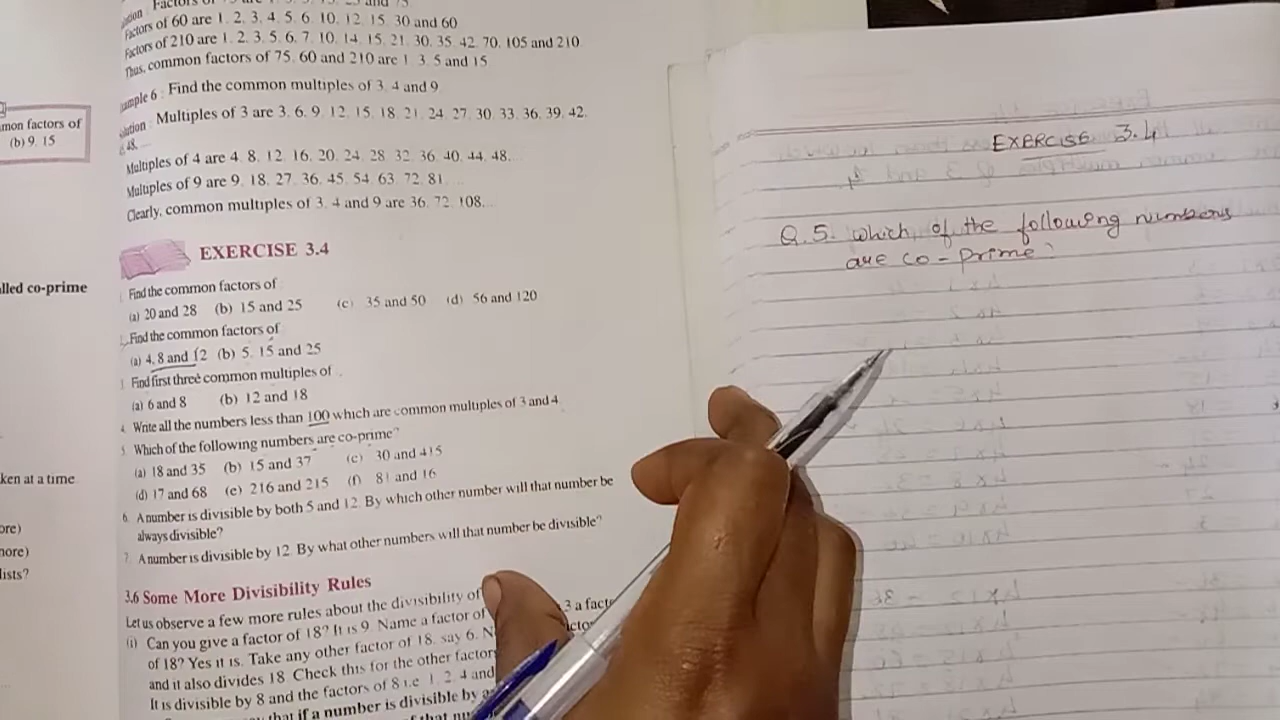 Factors of 60 are 1. 2. 3. 4. 5. 6. 10. 12. 15. 30 and 60
Factors of 210 are 1. 2. 3. 5. 6. 7. 10. 14. 15. 21. 30. 35. 42. 70. 105 and 210
Thus, common factors of 75. 60 and 210 are 1 3. 5 and 15
Find the common multiples of 3. 4 and 9
Multiples of 3 are 3. 6. 9. 12. 15. 18. 21. 24. 27. 30. 33. 36. 39. 42.
48. ...
Multiples of 4 are 4. 8. 12. 16. 20. 24. 28. 32. 36. 40. 44. 48...
Multiples of 9 are 9. 18. 27. 36. 45. 54. 63. 72. 81 ...
Clearly, common multiples of 3. 4 and 9 are 36. 72. 108...
mon factors of
(b) 9. 15
lled co-prime
ken at a time
ore)
nore)
lists?
EXERCISE 3.4
Find the common factors of
(a) 20 and 28 (b) 15 and 25 (c) 35 and 50 (d) 56 and 120
Find the common factors of
(a) 4, 8 and 12 (b) 5. 15 and 25
Find first three common multiples of
(a) 6 and 8 (b) 12 and 18
4. Write all the numbers less than 100 which are common multiples of 3 and 4
5. Which of the following numbers are co-prime?
(a) 18 and 35 (b) 15 and 37 (c) 30 and 415
(d) 17 and 68 (e) 216 and 215 (f) 81 and 16
6. A number is divisible by both 5 and 12. By which other number will that number be
always divisible?
7. A number is divisible by 12. By what other numbers will that number be divisible?
3.6 Some More Divisibility Rules
Let us observe a few more rules about the divisibility of
(i) Can you give a factor of 18? It is 9. Name a factor of 3 a
of 18? Yes it is. Take any other factor of 18. say 6.
and it also divides 18. Check this for the other
It is divisible by 8 and the factors of 8 i.e 1. 2. 4 and
that if a number is divisible by
EXERCISE 3.4
Q.5. which of the following numbers
are co-prime?